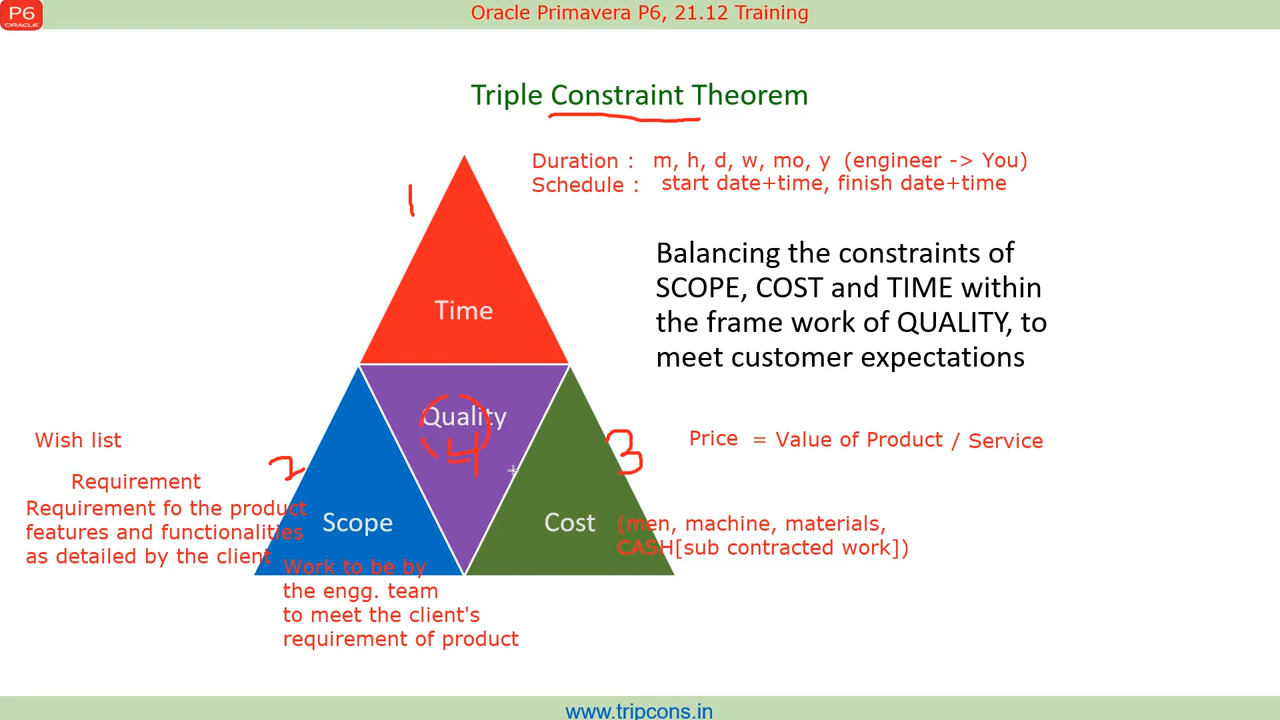 P6
ORACLE
Oracle Primavera P6, 21.12 Training
Triple Constraint Theorem
Duration : m, h, d, w, mo, y (engineer -> You)
Schedule : start date+time, finish date+time
1
Time
Balancing the constraints of
SCOPE, COST and TIME within
the frame work of QUALITY, to
meet customer expectations
Quality
4
Wish list
2
3
Price = Value of Product / Service
Requirement
Requirement fo the product
features and functionalities
as detailed by the client
Scope
Cost
(men, machine, materials,
CASH[sub contracted work])
Work to be by
the engg. team
to meet the client's
requirement of product
www.tripcons.in